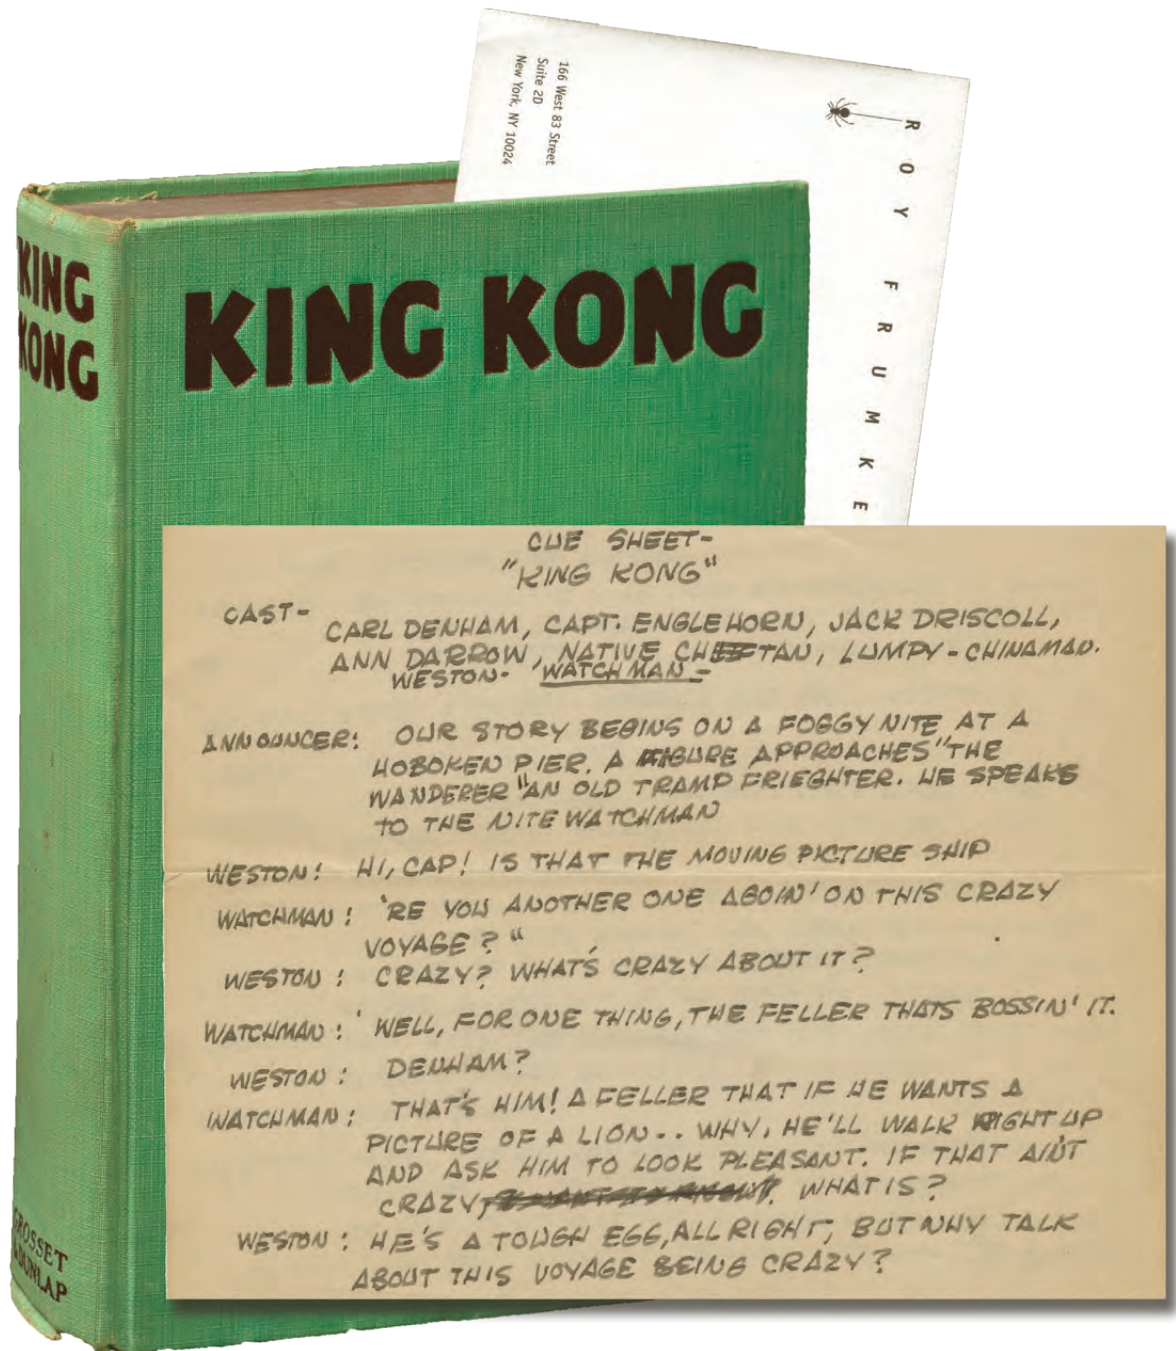 166 West 83 Street
Suite 2D
New York, NY 10024
ROY FRUMKE
KING
KONG
KING KONG
GROSSET
& DUNLAP
CUE SHEET-
"KING KONG"
CAST- CARL DENHAM, CAPT. ENGLEHORN, JACK DRISCOLL,
ANN DARROW, NATIVE CHEEFTAN, LUMPY-CHINAMAN.
WESTON- WATCHMAN-
ANNOUNCER: OUR STORY BEGINS ON A FOGGY NITE AT A
HOBOKEN PIER. A FIGURE APPROACHES "THE
WANDERER" AN OLD TRAMP FRIEGHTER. HE SPEAKS
TO THE NITE WATCHMAN
WESTON: HI, CAP! IS THAT THE MOVING PICTURE SHIP
WATCHMAN: 'RE YOU ANOTHER ONE AGOIN' ON THIS CRAZY
VOYAGE?"
WESTON: CRAZY? WHAT'S CRAZY ABOUT IT?
WATCHMAN: ' WELL, FOR ONE THING, THE FELLER THATS BOSSIN' IT.
WESTON: DENHAM?
WATCHMAN: THAT'S HIM! A FELLER THAT IF HE WANTS A
PICTURE OF A LION.. WHY, HE'LL WALK RIGHT UP
AND ASK HIM TO LOOK PLEASANT. IF THAT AIN'T
CRAZY, WHAT IS?
WESTON: HE'S A TOUGH EGG, ALL RIGHT, BUT WHY TALK
ABOUT THIS VOYAGE BEING CRAZY?